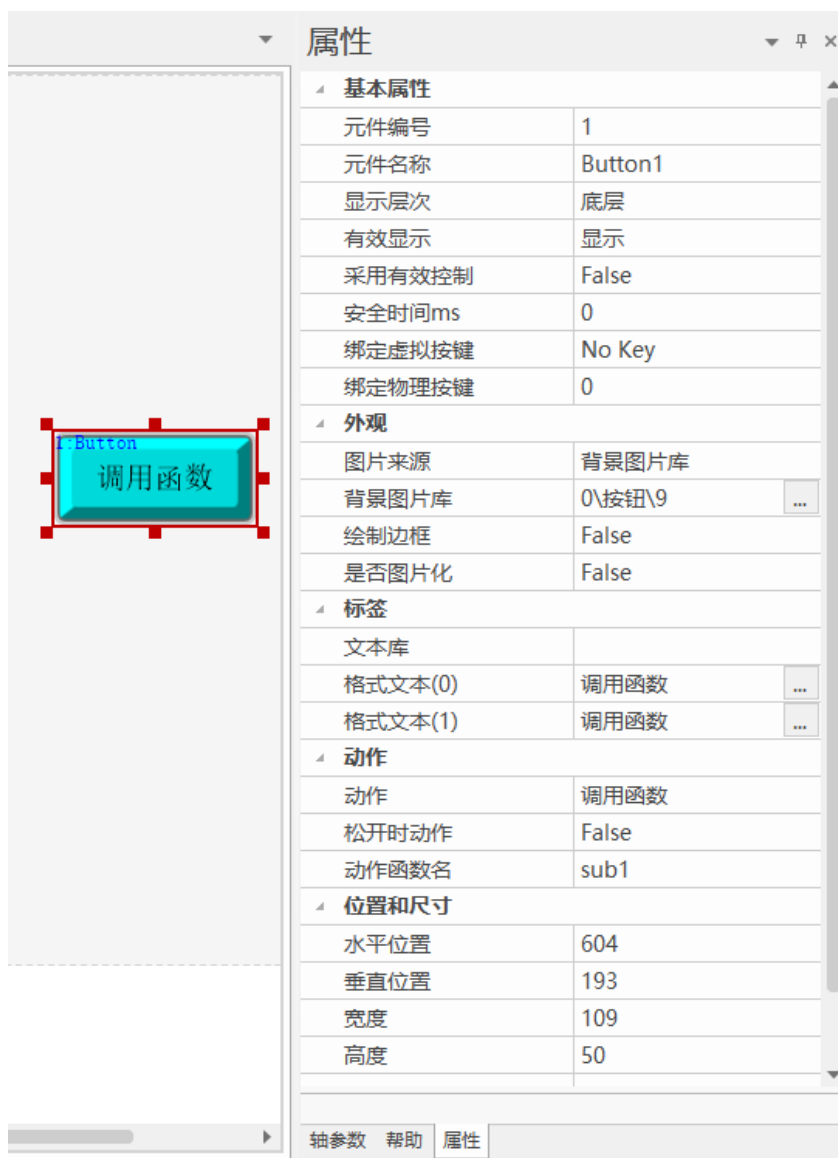 属性
基本属性
元件编号 1
元件名称 Button1
显示层次 底层
有效显示 显示
采用有效控制 False
安全时间ms 0
绑定虚拟按键 No Key
绑定物理按键 0
外观
图片来源 背景图片库
背景图片库 0\按钮\9 ...
绘制边框 False
是否图片化 False
标签
文本库
格式文本(0) 调用函数 ...
格式文本(1) 调用函数 ...
动作
动作 调用函数
松开时动作 False
动作函数名 sub1
位置和尺寸
水平位置 604
垂直位置 193
宽度 109
高度 50
轴参数 帮助 属性
1:Button
调用函数